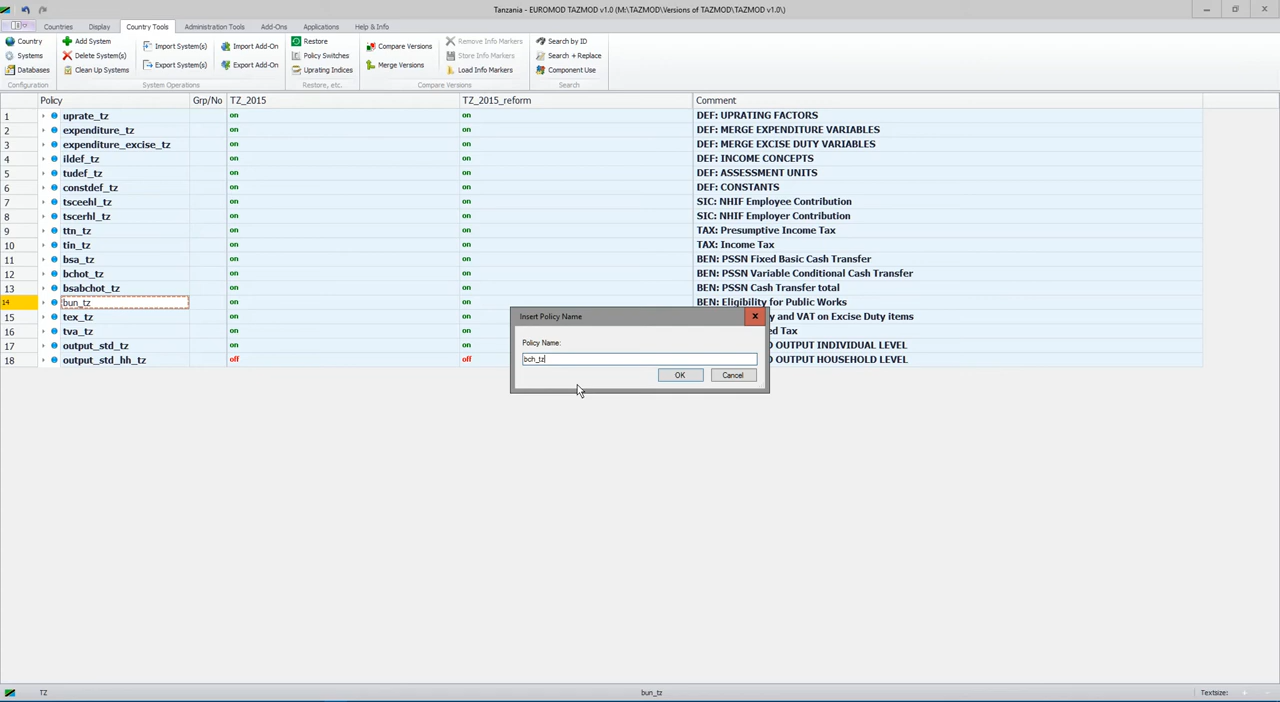 Tanzania - EUROMOD TAZMOD v1.0 (M:\TAZMOD\Versions of TAZMOD\TAZMOD v1.0\)
Countries Display Country Tools Administration Tools Add-Ons Applications Help & Info
Country Add System Import System(s) Import Add-On Restore Compare Versions Remove Info Markers Search by ID
Systems Delete System(s) Policy Switches Store Info Markers Search + Replace
Databases Clean Up Systems Export System(s) Export Add-On Uprating Indices Merge Versions Load Info Markers Component Use
Configuration System Operations Restore, etc. Compare Versions Search
Policy Grp/No TZ_2015 TZ_2015_reform Comment
1 uprate_tz on on DEF: UPRATING FACTORS
2 expenditure_tz on on DEF: MERGE EXPENDITURE VARIABLES
3 expenditure_excise_tz on on DEF: MERGE EXCISE DUTY VARIABLES
4 ildef_tz on on DEF: INCOME CONCEPTS
5 tudef_tz on on DEF: ASSESSMENT UNITS
6 constdef_tz on on DEF: CONSTANTS
7 tsceehl_tz on on SIC: NHIF Employee Contribution
8 tscerhl_tz on on SIC: NHIF Employer Contribution
9 ttn_tz on on TAX: Presumptive Income Tax
10 tin_tz on on TAX: Income Tax
11 bsa_tz on on BEN: PSSN Fixed Basic Cash Transfer
12 bchot_tz on on BEN: PSSN Variable Conditional Cash Transfer
13 bsabchot_tz on on BEN: PSSN Cash Transfer total
14 bun_tz on on BEN: Eligibility for Public Works
15 tex_tz on on y and VAT on Excise Duty items
16 tva_tz on on ed Tax
17 output_std_tz on on D OUTPUT INDIVIDUAL LEVEL
18 output_std_hh_tz off off D OUTPUT HOUSEHOLD LEVEL
Insert Policy Name
Policy Name:
bch_tz
OK Cancel
TZ bun_tz Textsize: